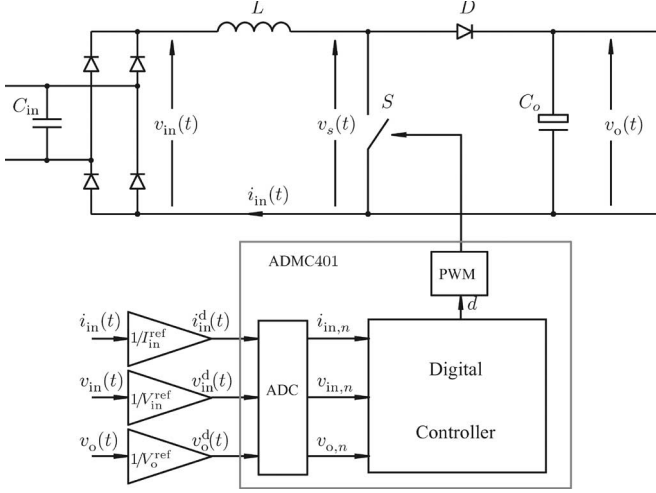 L D
C_in v_in(t) v_s(t) S C_o v_o(t)
i_in(t)
ADMC401
PWM
d
i_in(t) 1/I_in^ref i_in^d(t) i_in,n
v_in(t) 1/V_in^ref v_in^d(t) ADC v_in,n Digital
v_o(t) 1/V_o^ref v_o^d(t) v_o,n Controller